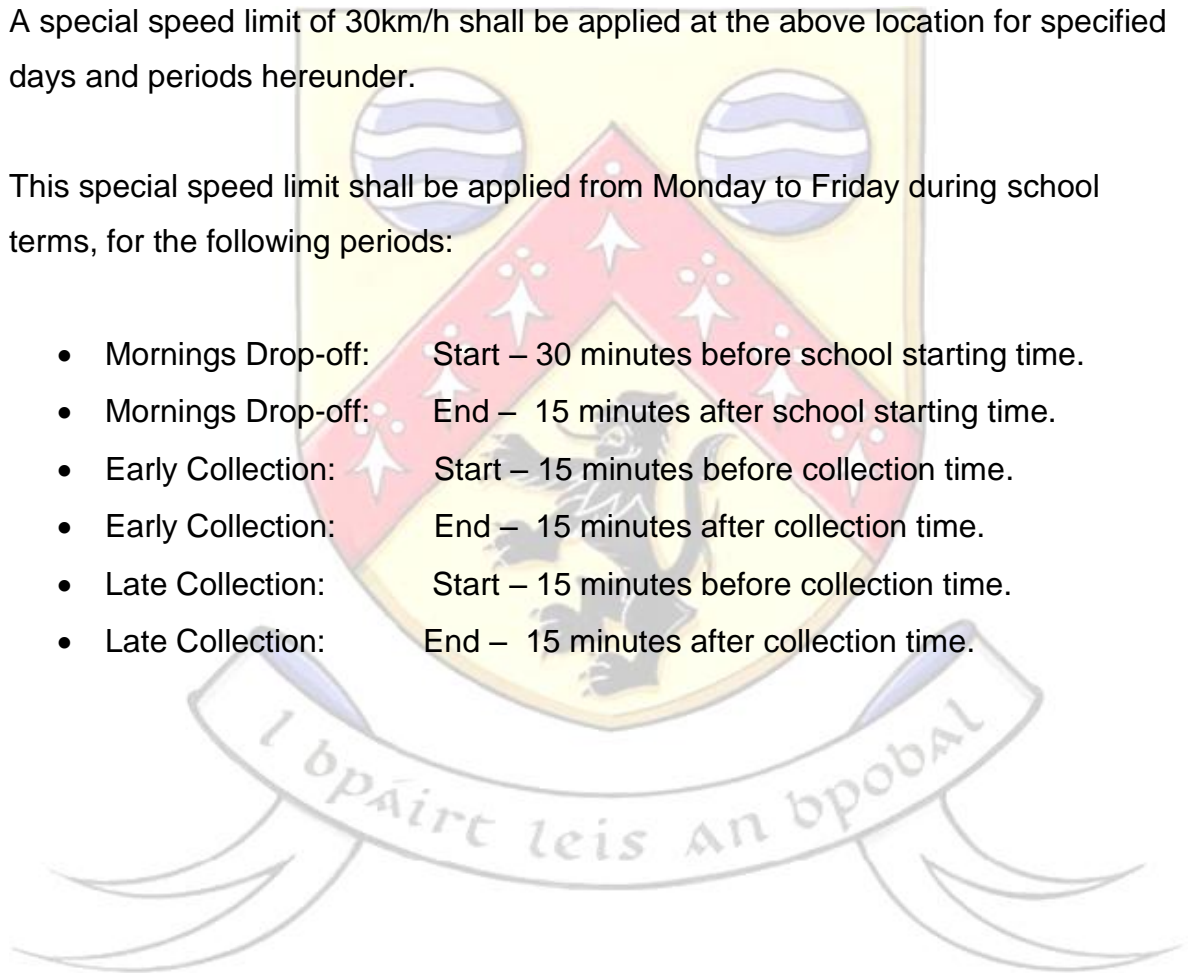 A special speed limit of 30km/h shall be applied at the above location for specified
days and periods hereunder.
This special speed limit shall be applied from Monday to Friday during school
terms, for the following periods:
• Mornings Drop-off: Start – 30 minutes before school starting time.
• Mornings Drop-off: End – 15 minutes after school starting time.
• Early Collection: Start – 15 minutes before collection time.
• Early Collection: End – 15 minutes after collection time.
• Late Collection: Start – 15 minutes before collection time.
• Late Collection: End – 15 minutes after collection time.
I bpáirt leis an bpobal